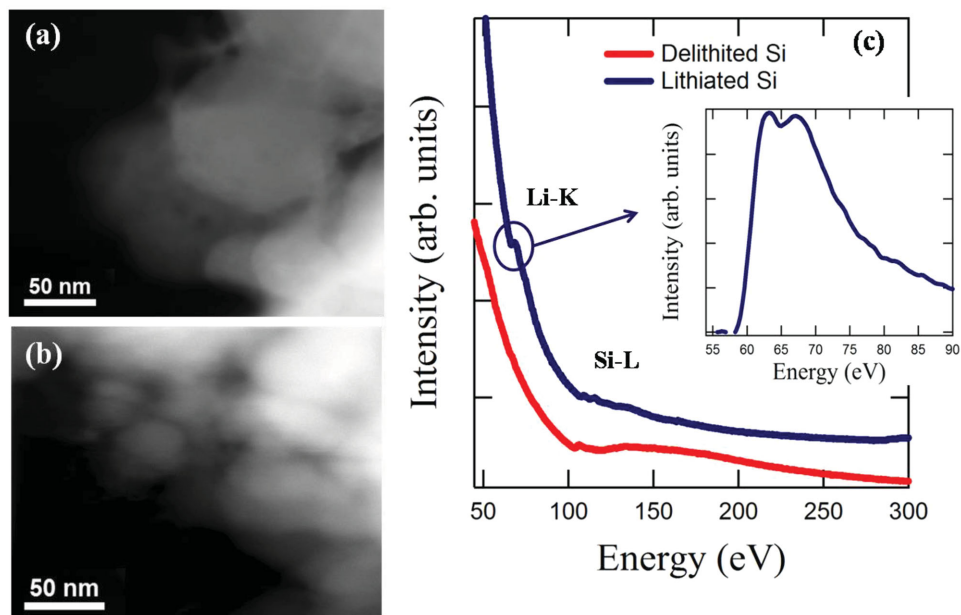 (a)
50 nm
(b)
50 nm
(c)
Delithited Si
Lithiated Si
Li-K
Si-L
Intensity (arb. units)
50 100 150 200 250 300
Energy (eV)
Intensity (arb. units)
55 60 65 70 75 80 85 90
Energy (eV)